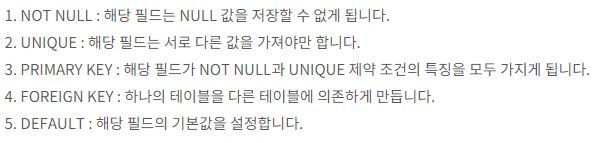 1. NOT NULL : 해당 필드는 NULL 값을 저장할 수 없게 됩니다.
2. UNIQUE : 해당 필드는 서로 다른 값을 가져야만 합니다.
3. PRIMARY KEY : 해당 필드가 NOT NULL과 UNIQUE 제약 조건의 특징을 모두 가지게 됩니다.
4. FOREIGN KEY : 하나의 테이블을 다른 테이블에 의존하게 만듭니다.
5. DEFAULT : 해당 필드의 기본값을 설정합니다.